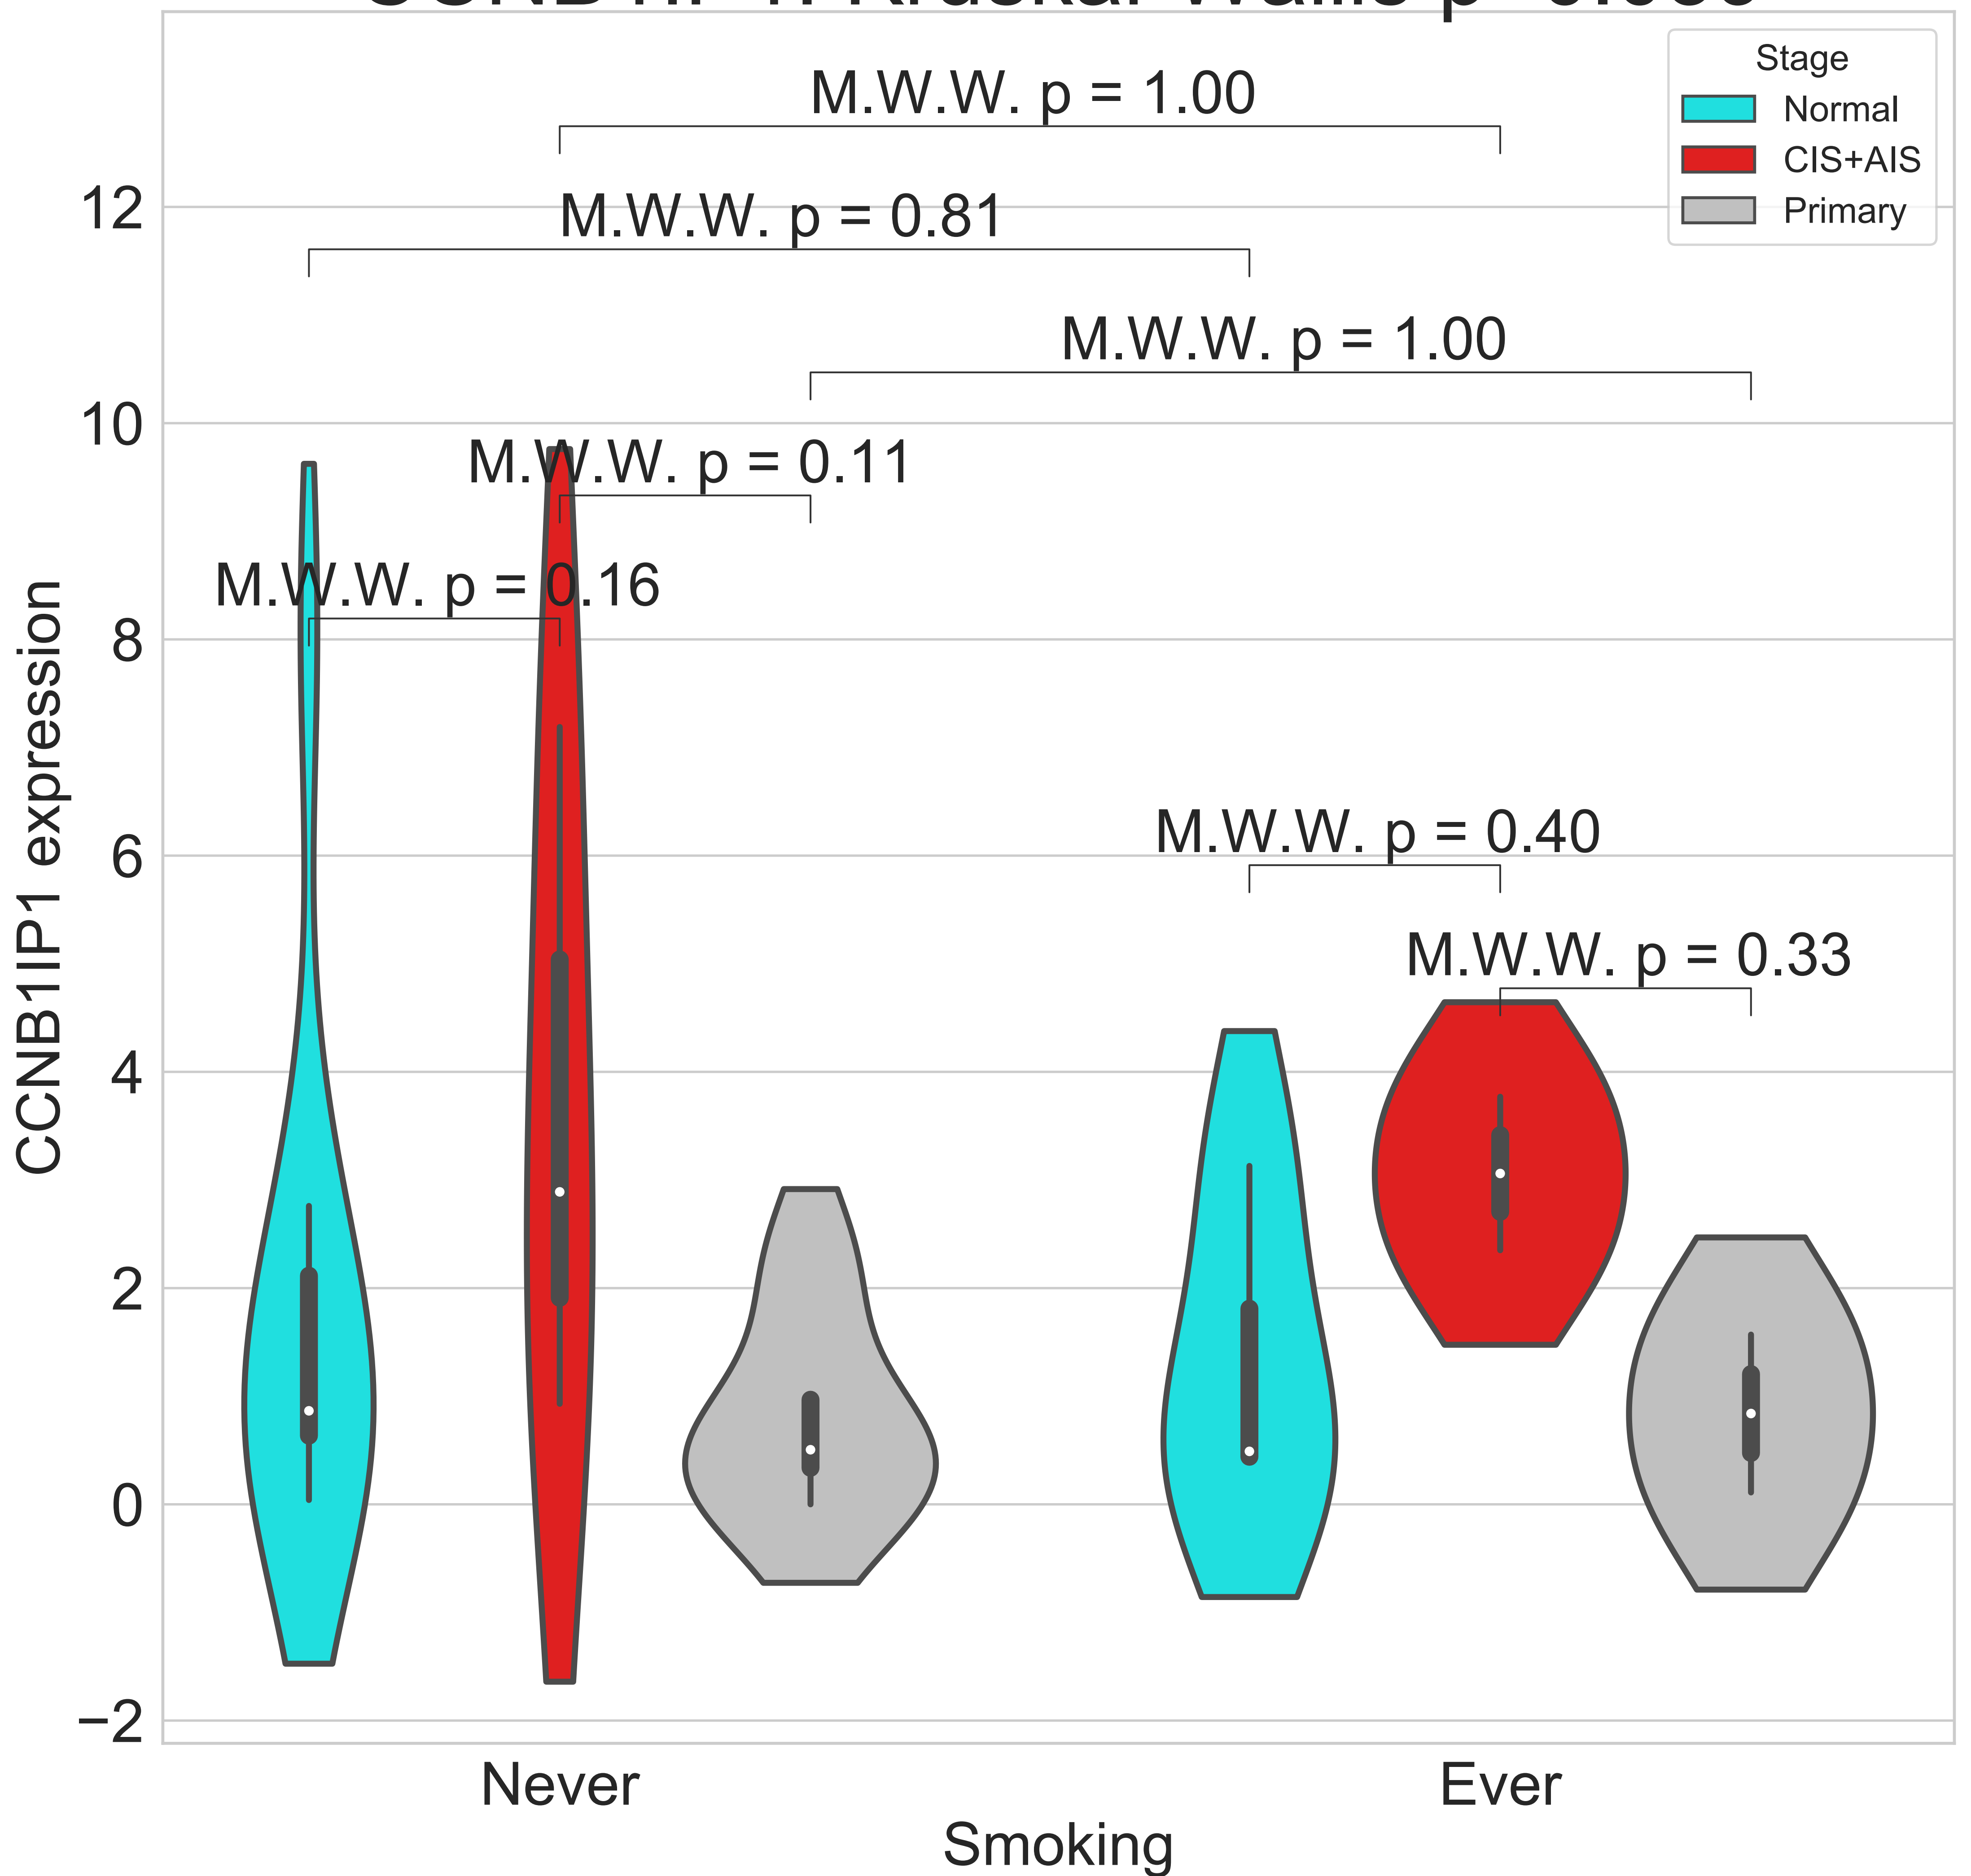 Stage
Normal
CIS+AIS
Primary
M.W.W. p = 1.00
M.W.W. p = 0.81
M.W.W. p = 1.00
M.W.W. p = 0.11
M.W.W. p = 0.16
M.W.W. p = 0.40
M.W.W. p = 0.33
12
10
8
6
4
2
0
−2
CCNB1IP1 expression
Never
Ever
Smoking